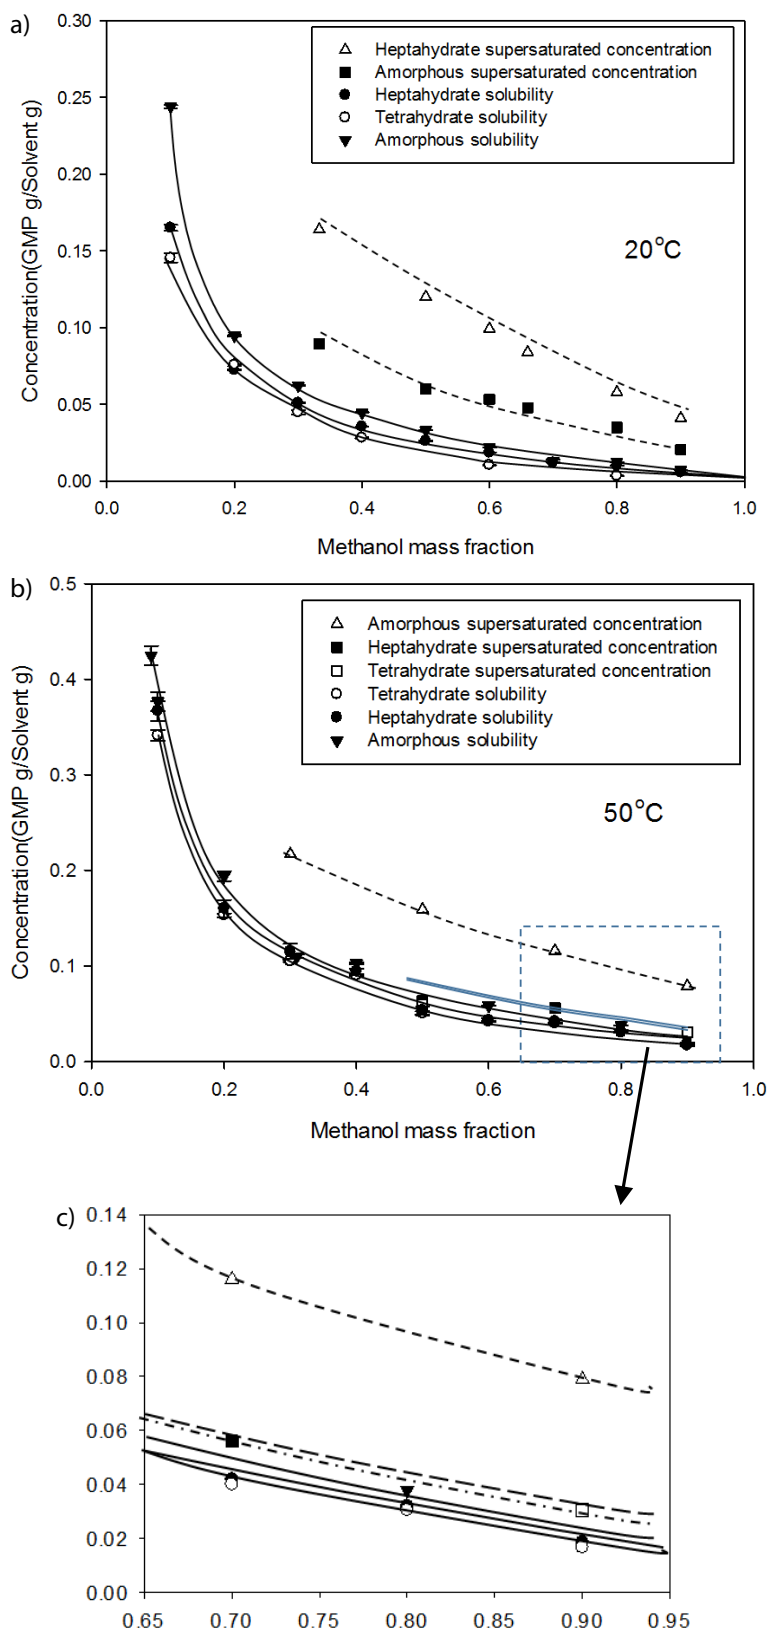 a)
0.30
0.25
0.20
0.15
0.10
0.05
0.00
Concentration(GMP g/Solvent g)
Heptahydrate supersaturated concentration
Amorphous supersaturated concentration
Heptahydrate solubility
Tetrahydrate solubility
Amorphous solubility
20°C
0.2 0.4 0.6 0.8 1.0
Methanol mass fraction
b)
0.5
0.4
0.3
0.2
0.1
0.0
Concentration(GMP g/Solvent g)
Amorphous supersaturated concentration
Heptahydrate supersaturated concentration
Tetrahydrate supersaturated concentration
Tetrahydrate solubility
Heptahydrate solubility
Amorphous solubility
50°C
0.0 0.2 0.4 0.6 0.8 1.0
Methanol mass fraction
c)
0.14
0.12
0.10
0.08
0.06
0.04
0.02
0.00
0.65 0.70 0.75 0.80 0.85 0.90 0.95